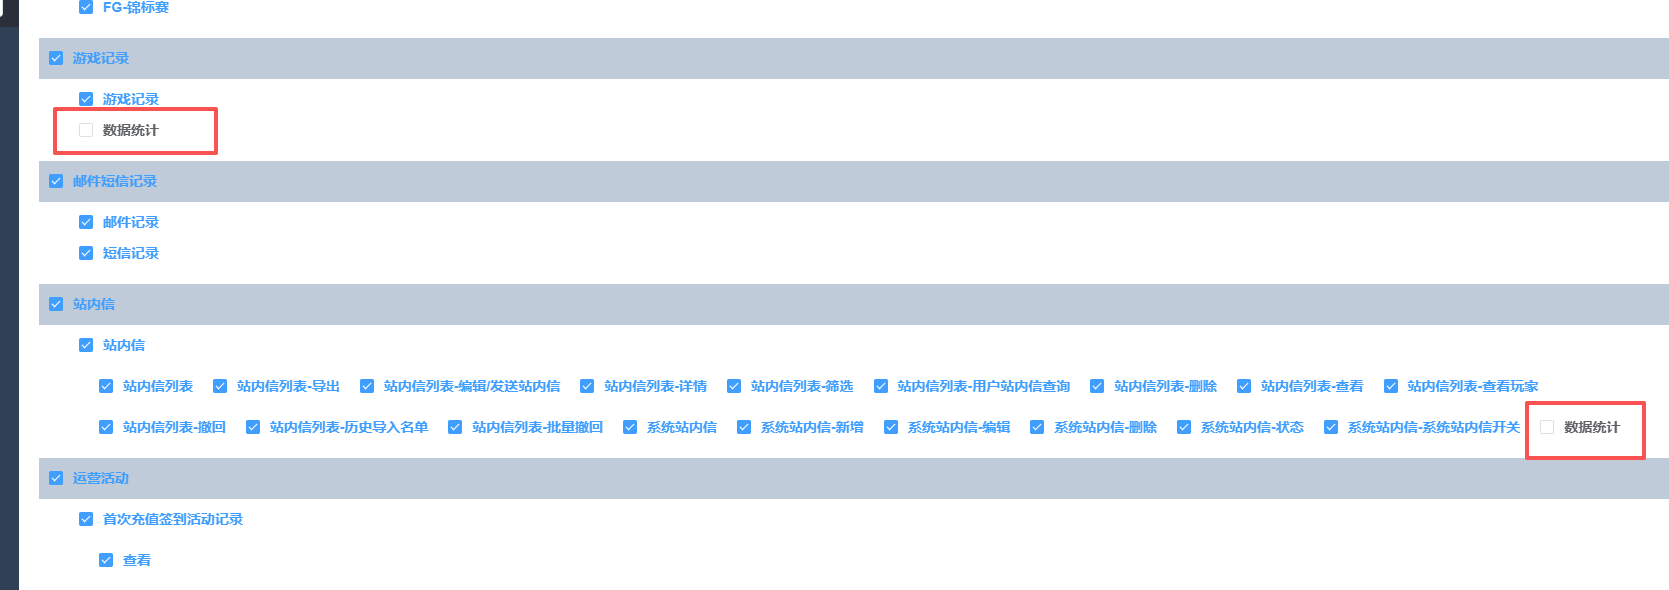 FG-锦标赛
游戏记录
游戏记录
数据统计
邮件短信记录
邮件记录
短信记录
站内信
站内信
站内信列表 站内信列表-导出 站内信列表-编辑/发送站内信 站内信列表-详情 站内信列表-筛选 站内信列表-用户站内信查询 站内信列表-删除 站内信列表-查看 站内信列表-查看玩家
站内信列表-撤回 站内信列表-历史导入名单 站内信列表-批量撤回 系统站内信 系统站内信-新增 系统站内信-编辑 系统站内信-删除 系统站内信-状态 系统站内信-系统站内信开关 数据统计
运营活动
首次充值签到活动记录
查看